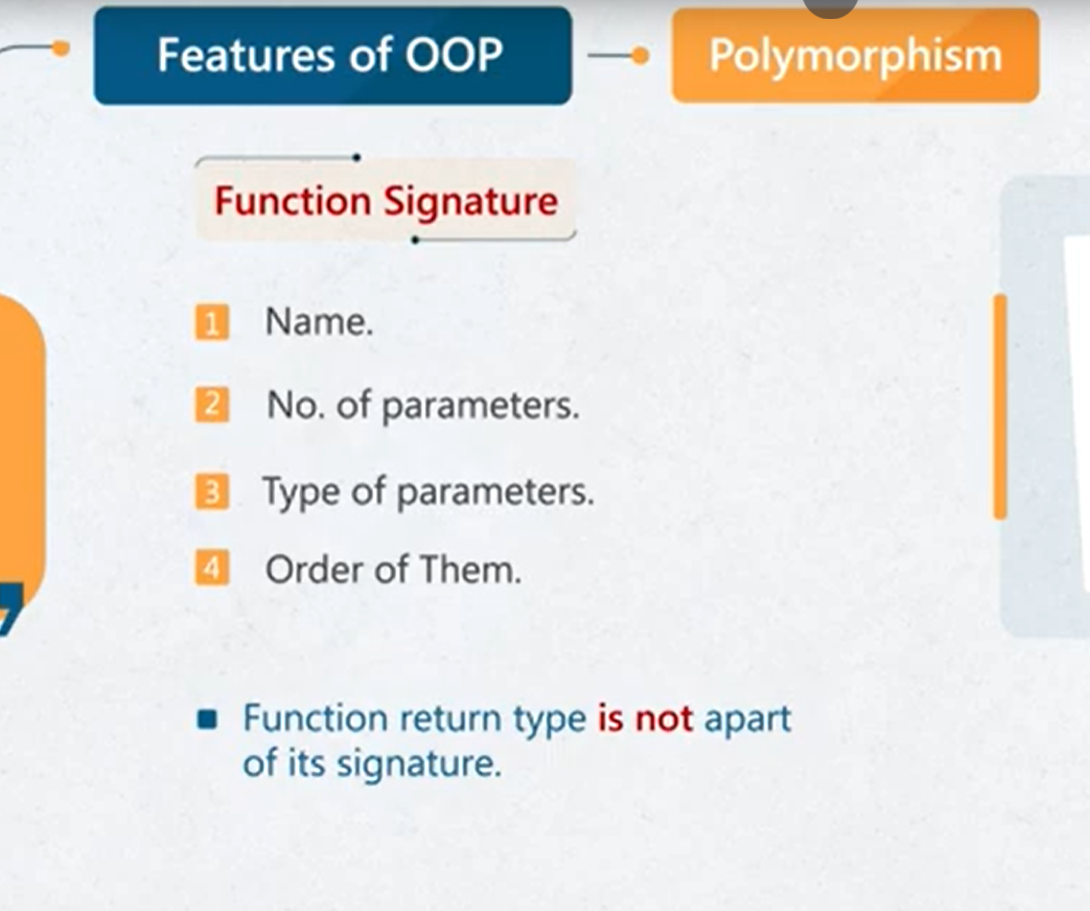 Features of OOP
Polymorphism
Function Signature
1 Name.
2 No. of parameters.
3 Type of parameters.
4 Order of Them.
Function return type is not apart
of its signature.